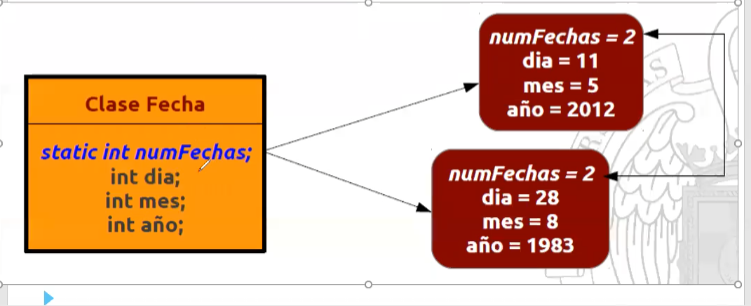 Clase Fecha
static int numFechas;
int dia;
int mes;
int año;
numFechas = 2
dia = 11
mes = 5
año = 2012
numFechas = 2
dia = 28
mes = 8
año = 1983